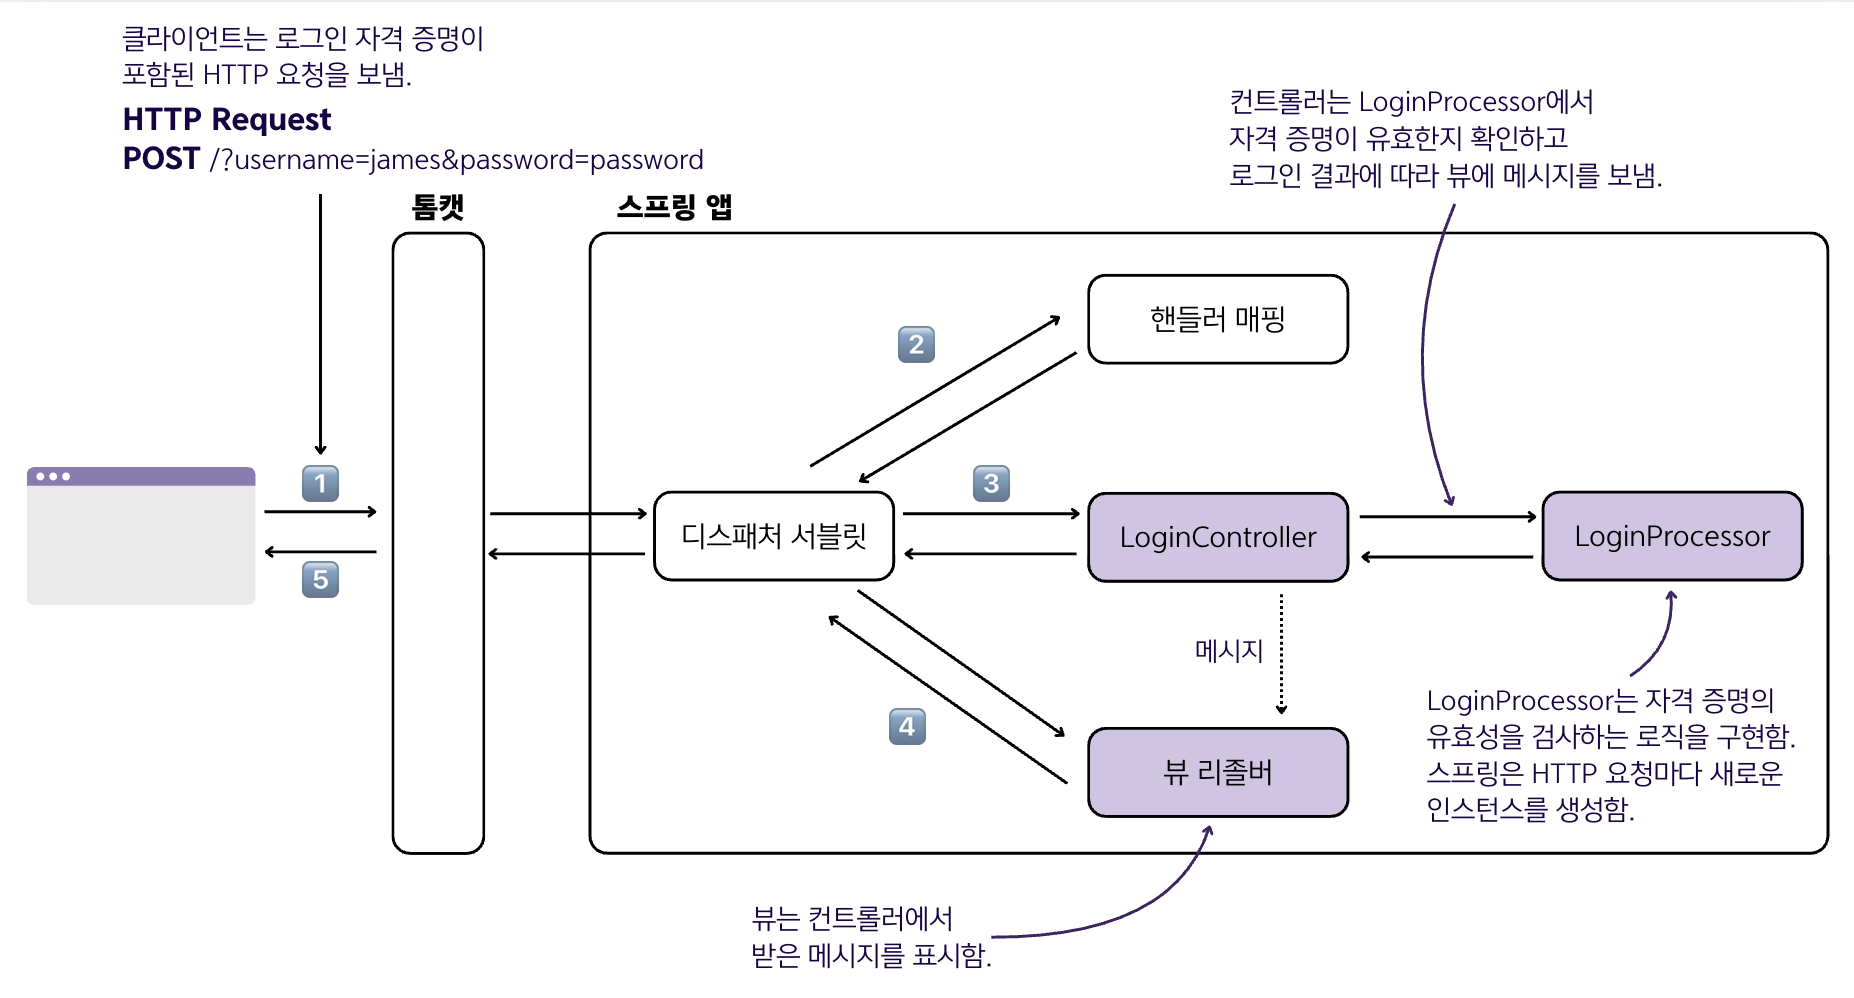 클라이언트는 로그인 자격 증명이
포함된 HTTP 요청을 보냄.
HTTP Request
POST /?username=james&password=password
컨트롤러는 LoginProcessor에서
자격 증명이 유효한지 확인하고
로그인 결과에 따라 뷰에 메시지를 보냄.
톰캣
스프링 앱
핸들러 매핑
2
1
3
디스패처 서블릿
LoginController
LoginProcessor
5
메시지
4
뷰 리졸버
LoginProcessor는 자격 증명의
유효성을 검사하는 로직을 구현함.
스프링은 HTTP 요청마다 새로운
인스턴스를 생성함.
뷰는 컨트롤러에서
받은 메시지를 표시함.